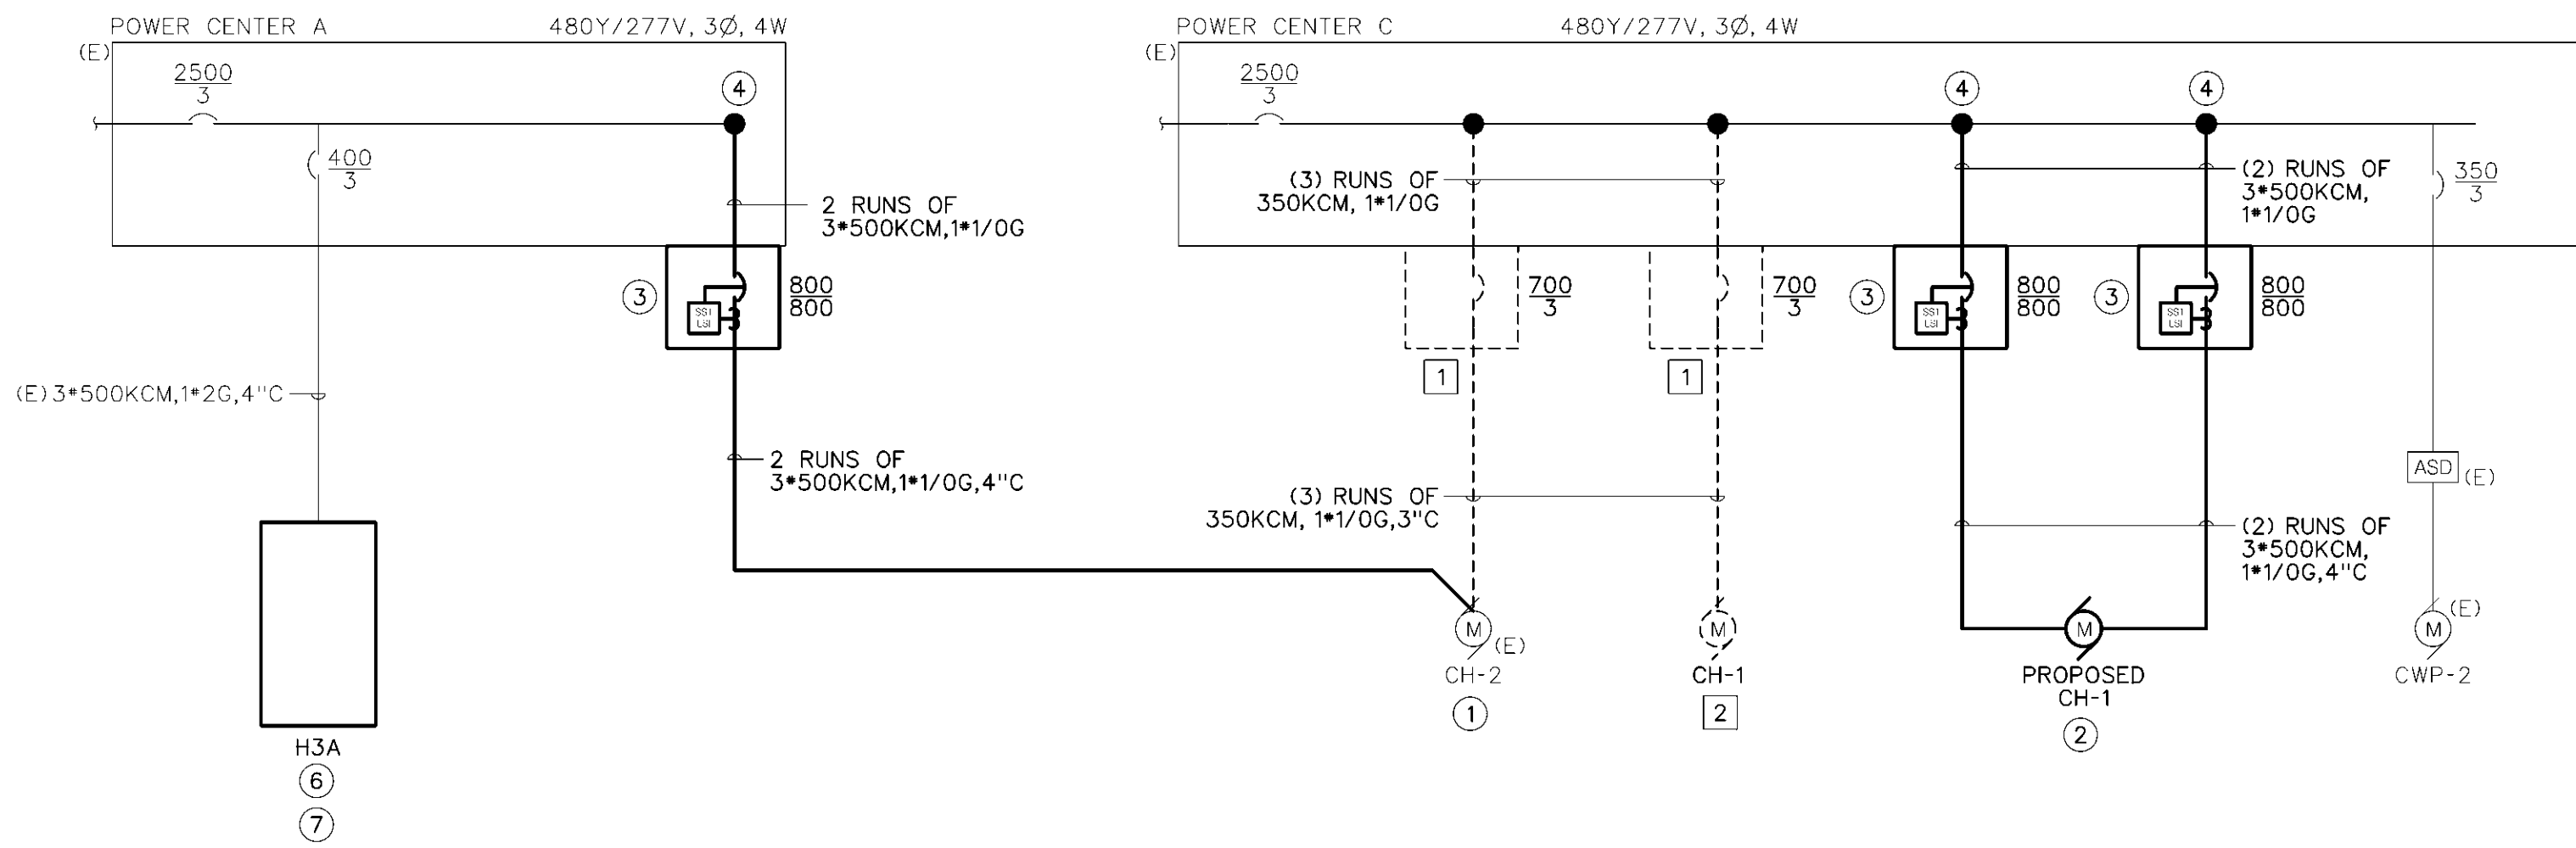 POWER CENTER A
480Y/277V, 3Ø, 4W
(E)
2500
3
4
400
3
2 RUNS OF
3*500KCM,1*1/0G
3
SST
LSI
800
800
(E)3*500KCM,1*2G,4"C
2 RUNS OF
3*500KCM,1*1/0G,4"C
H3A
6
7
POWER CENTER C
480Y/277V, 3Ø, 4W
(E)
2500
3
4
4
(3) RUNS OF
350KCM, 1*1/0G
(2) RUNS OF
3*500KCM,
1*1/0G
350
3
700
3
700
3
3
SST
LSI
800
800
3
SST
LSI
800
800
1
1
(3) RUNS OF
350KCM, 1*1/0G,3"C
ASD
(E)
(2) RUNS OF
3*500KCM,
1*1/0G,4"C
M
(E)
CH-2
1
M
CH-1
2
M
PROPOSED
CH-1
2
(E)
M
CWP-2